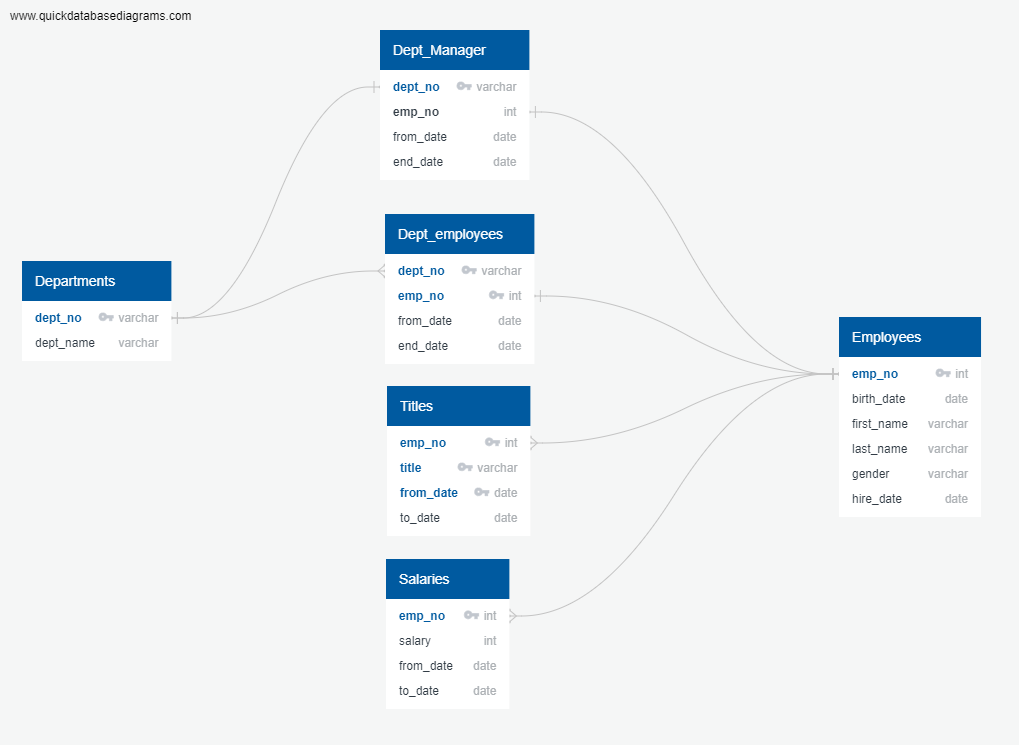 www.quickdatabasediagrams.com
Dept_Manager
dept_no varchar
emp_no int
from_date date
end_date date
Dept_employees
dept_no varchar
emp_no int
from_date date
end_date date
Departments
dept_no varchar
dept_name varchar
Employees
emp_no int
birth_date date
first_name varchar
last_name varchar
gender varchar
hire_date date
Titles
emp_no int
title varchar
from_date date
to_date date
Salaries
emp_no int
salary int
from_date date
to_date date